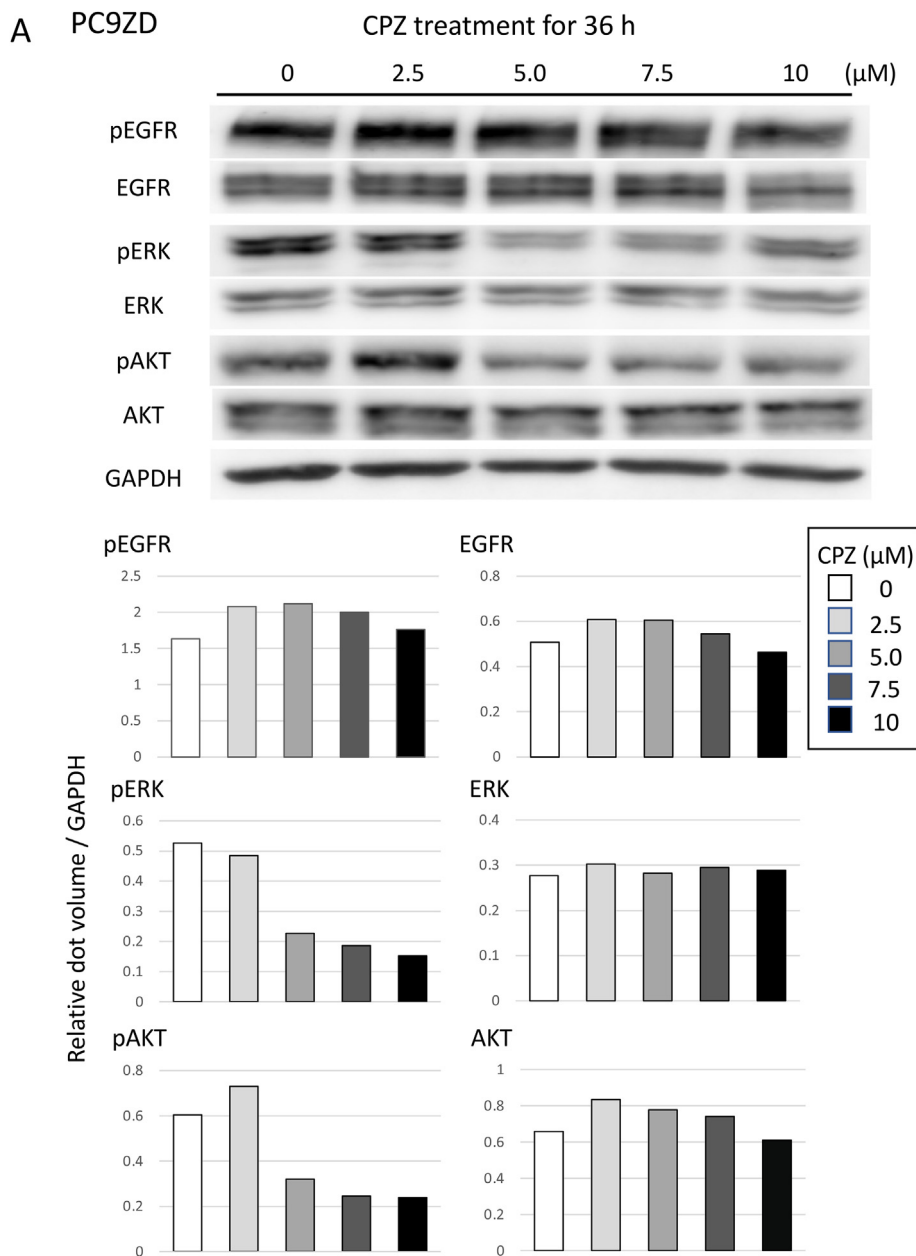 A PC9ZD CPZ treatment for 36 h
0 2.5 5.0 7.5 10 (μM)
pEGFR
EGFR
pERK
ERK
pAKT
AKT
GAPDH
Relative dot volume / GAPDH
pEGFR
2.5
2
1.5
1
0.5
0
EGFR
0.8
0.6
0.4
0.2
0
CPZ (μM)
0
2.5
5.0
7.5
10
pERK
0.6
0.5
0.4
0.3
0.2
0.1
0
ERK
0.4
0.3
0.2
0.1
0
pAKT
0.8
0.6
0.4
0.2
0
AKT
1
0.8
0.6
0.4
0.2
0